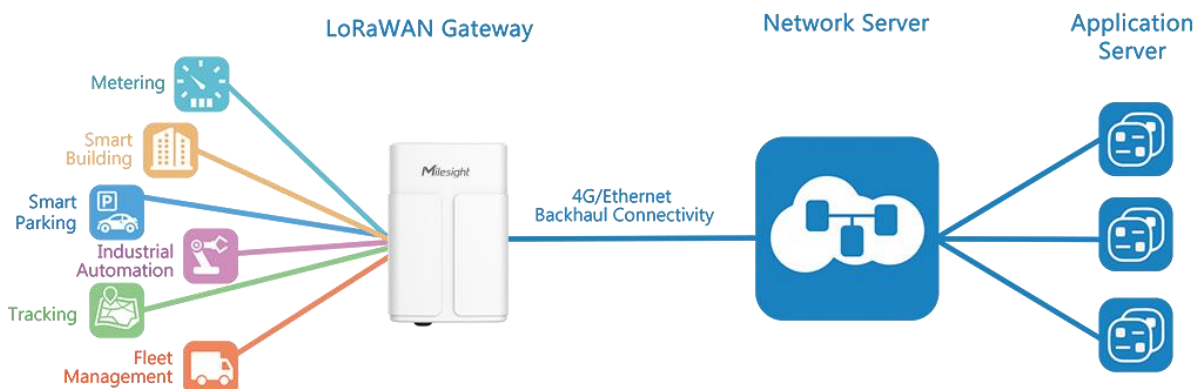 LoRaWAN Gateway
Network Server
Application
Server
Metering
Smart
Building
Smart
Parking
P
Industrial
Automation
Tracking
Fleet
Management
Milesight
4G/Ethernet
Backhaul Connectivity